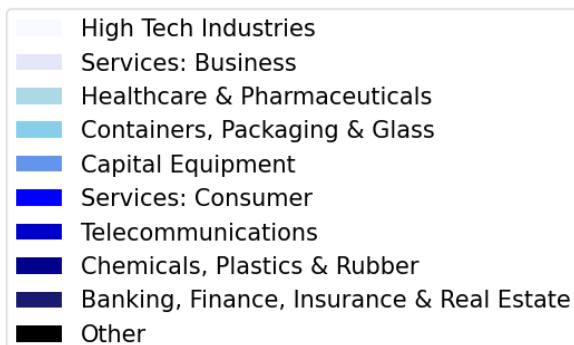 High Tech Industries
Services: Business
Healthcare & Pharmaceuticals
Containers, Packaging & Glass
Capital Equipment
Services: Consumer
Telecommunications
Chemicals, Plastics & Rubber
Banking, Finance, Insurance & Real Estate
Other